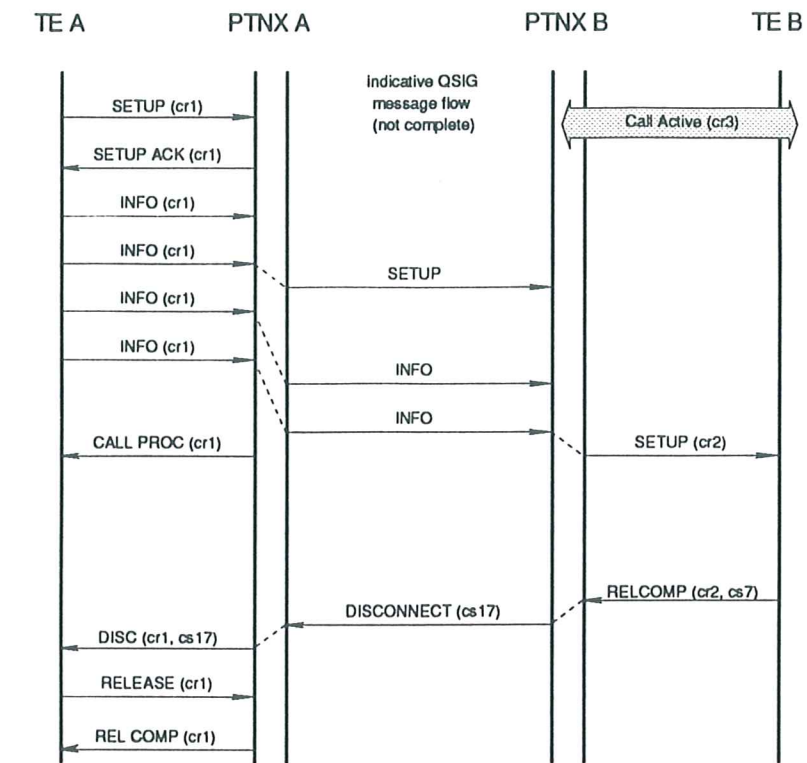 TE A
PTNX A
PTNX B
TE B
Indicative QSIG
message flow
(not complete)
SETUP (cr1)
Call Active (cr3)
SETUP ACK (cr1)
INFO (cr1)
INFO (cr1)
SETUP
INFO (cr1)
INFO (cr1)
INFO
INFO
CALL PROC (cr1)
SETUP (cr2)
RELCOMP (cr2, cs7)
DISCONNECT (cs17)
DISC (cr1, cs17)
RELEASE (cr1)
REL COMP (cr1)